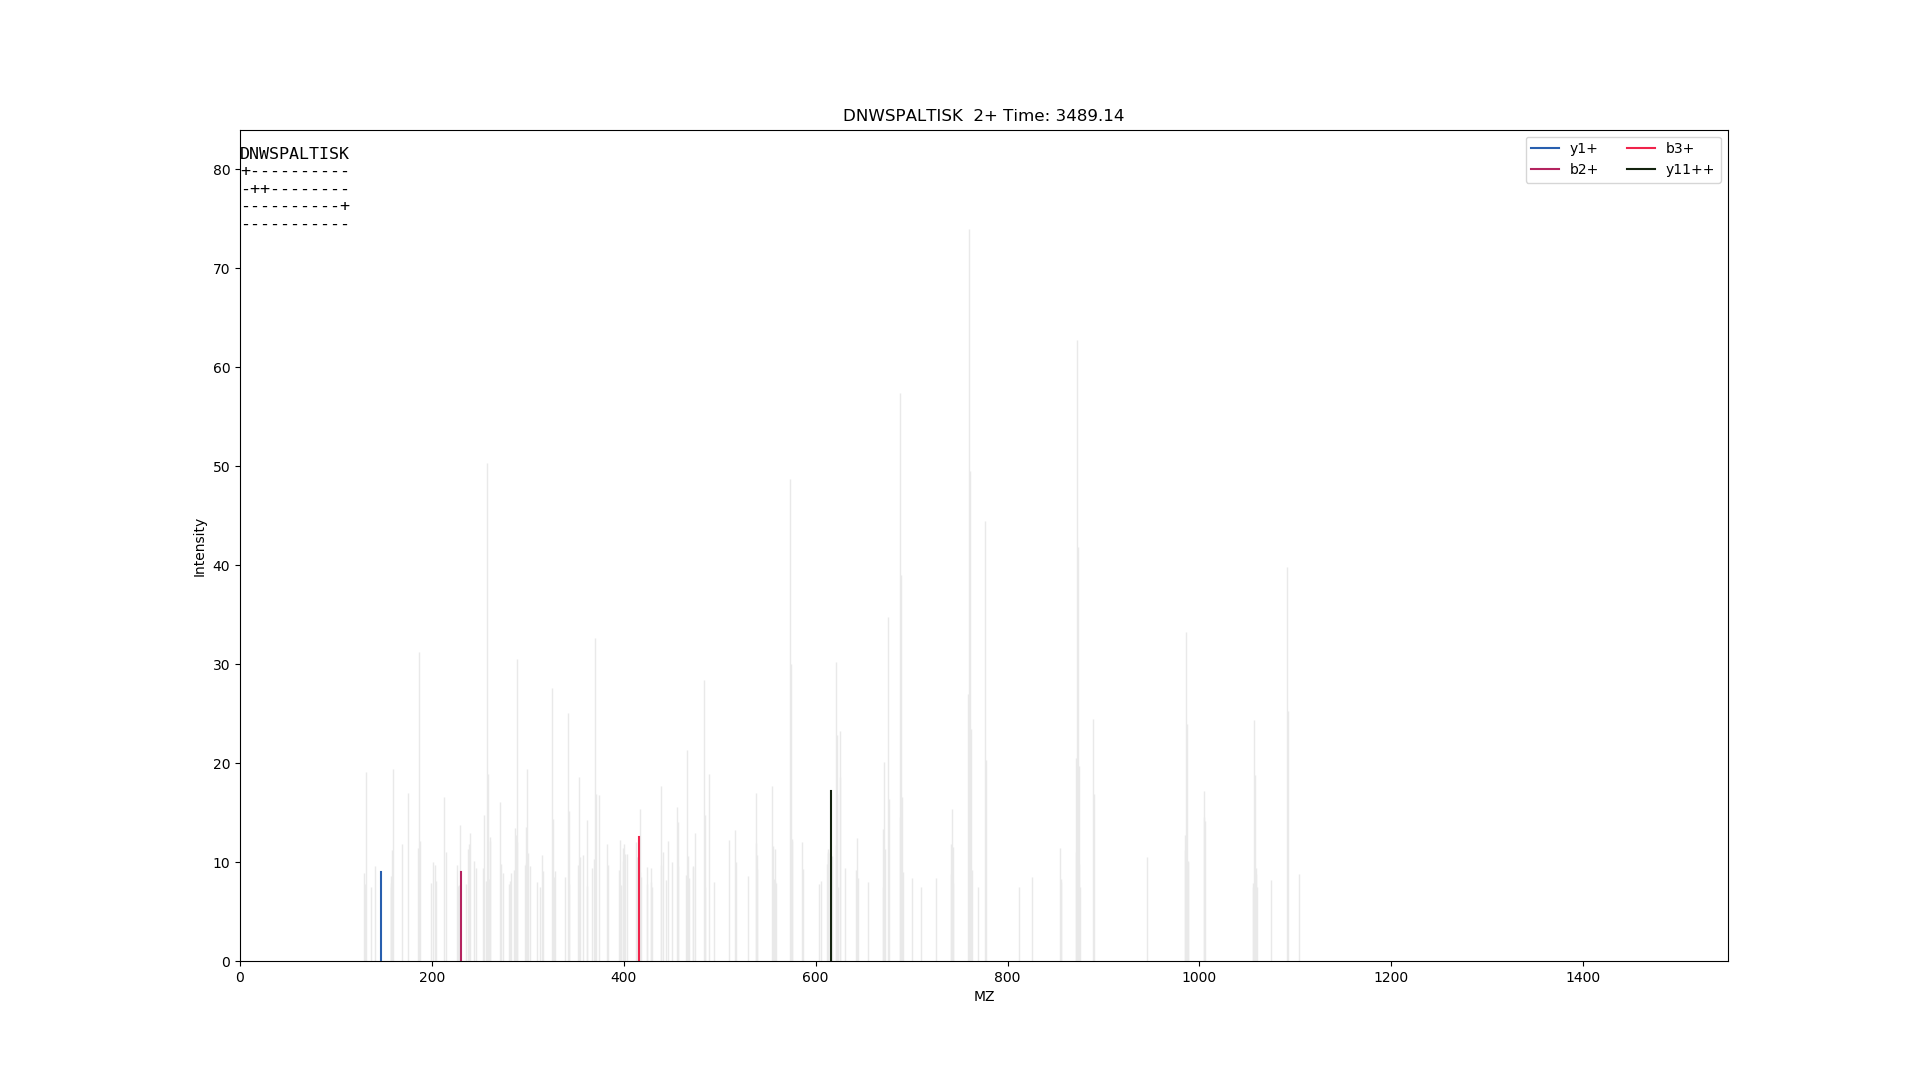 DNWSPALTISK  2+ Time: 3489.14
DNWSPALTISK
+----------
-++--------
----------+
-----------
y1+
b2+
b3+
y11++
80
70
60
50
40
30
20
10
0
Intensity
0 200 400 600 800 1000 1200 1400
MZ